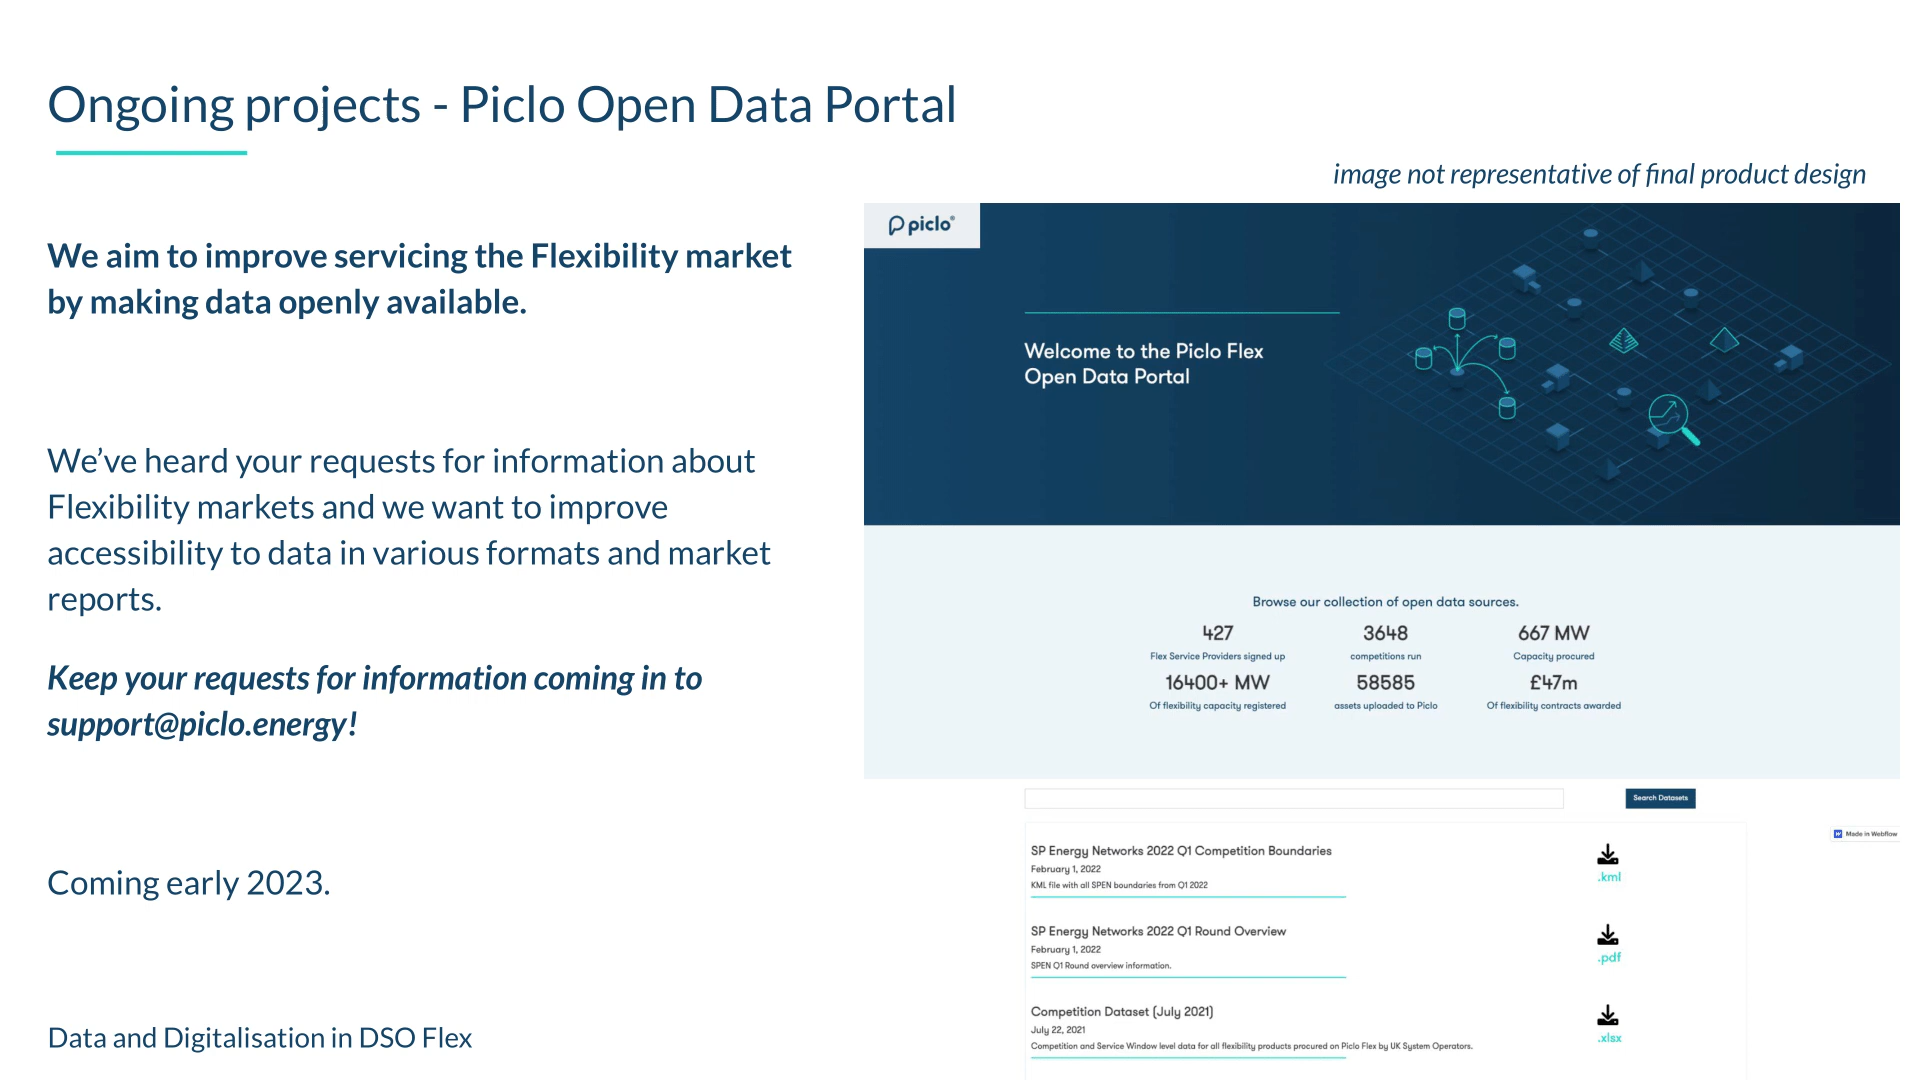 Ongoing projects - Piclo Open Data Portal
image not representative of final product design
We aim to improve servicing the Flexibility market
by making data openly available.
We've heard your requests for information about
Flexibility markets and we want to improve
accessibility to data in various formats and market
reports.
Keep your requests for information coming in to
support@piclo.energy!
Coming early 2023.
Data and Digitalisation in DSO Flex
piclo®
Welcome to the Piclo Flex
Open Data Portal
Browse our collection of open data sources.
427
Flex Service Providers signed up
3648
competitions run
667 MW
Capacity procured
16400+ MW
Of flexibility capacity registered
58585
assets uploaded to Piclo
£47m
Of flexibility contracts awarded
Search Datasets
Made in Webflow
SP Energy Networks 2022 Q1 Competition Boundaries
February 1, 2022
KML file with all SPEN boundaries from Q1 2022
.kml
SP Energy Networks 2022 Q1 Round Overview
February 1, 2022
SPEN Q1 Round overview information.
.pdf
Competition Dataset (July 2021)
July 22, 2021
Competition and Service Window level data for all flexibility products procured on Piclo Flex by UK System Operators.
.xlsx